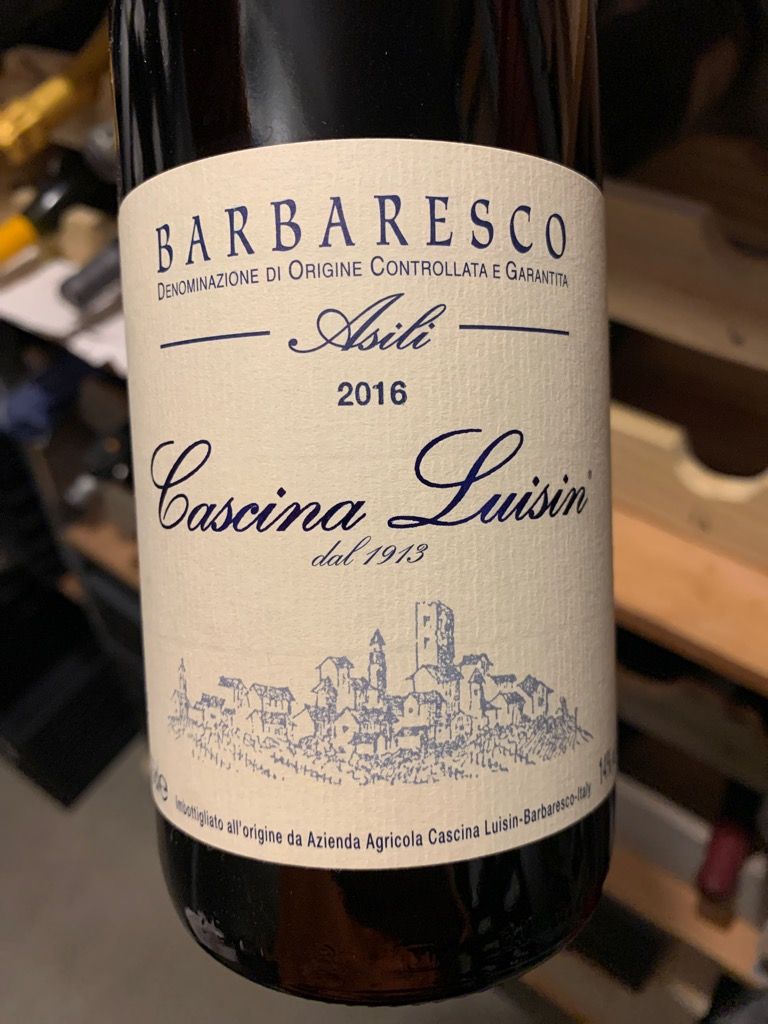 BARBARESCO
DENOMINAZIONE DI ORIGINE CONTROLLATA E GARANTITA
Asili
2016
Cascina Luisin®
dal 1913
Imbottigliato all'origine da Azienda Agricola Cascina Luisin-Barbaresco-Italy
e
14%